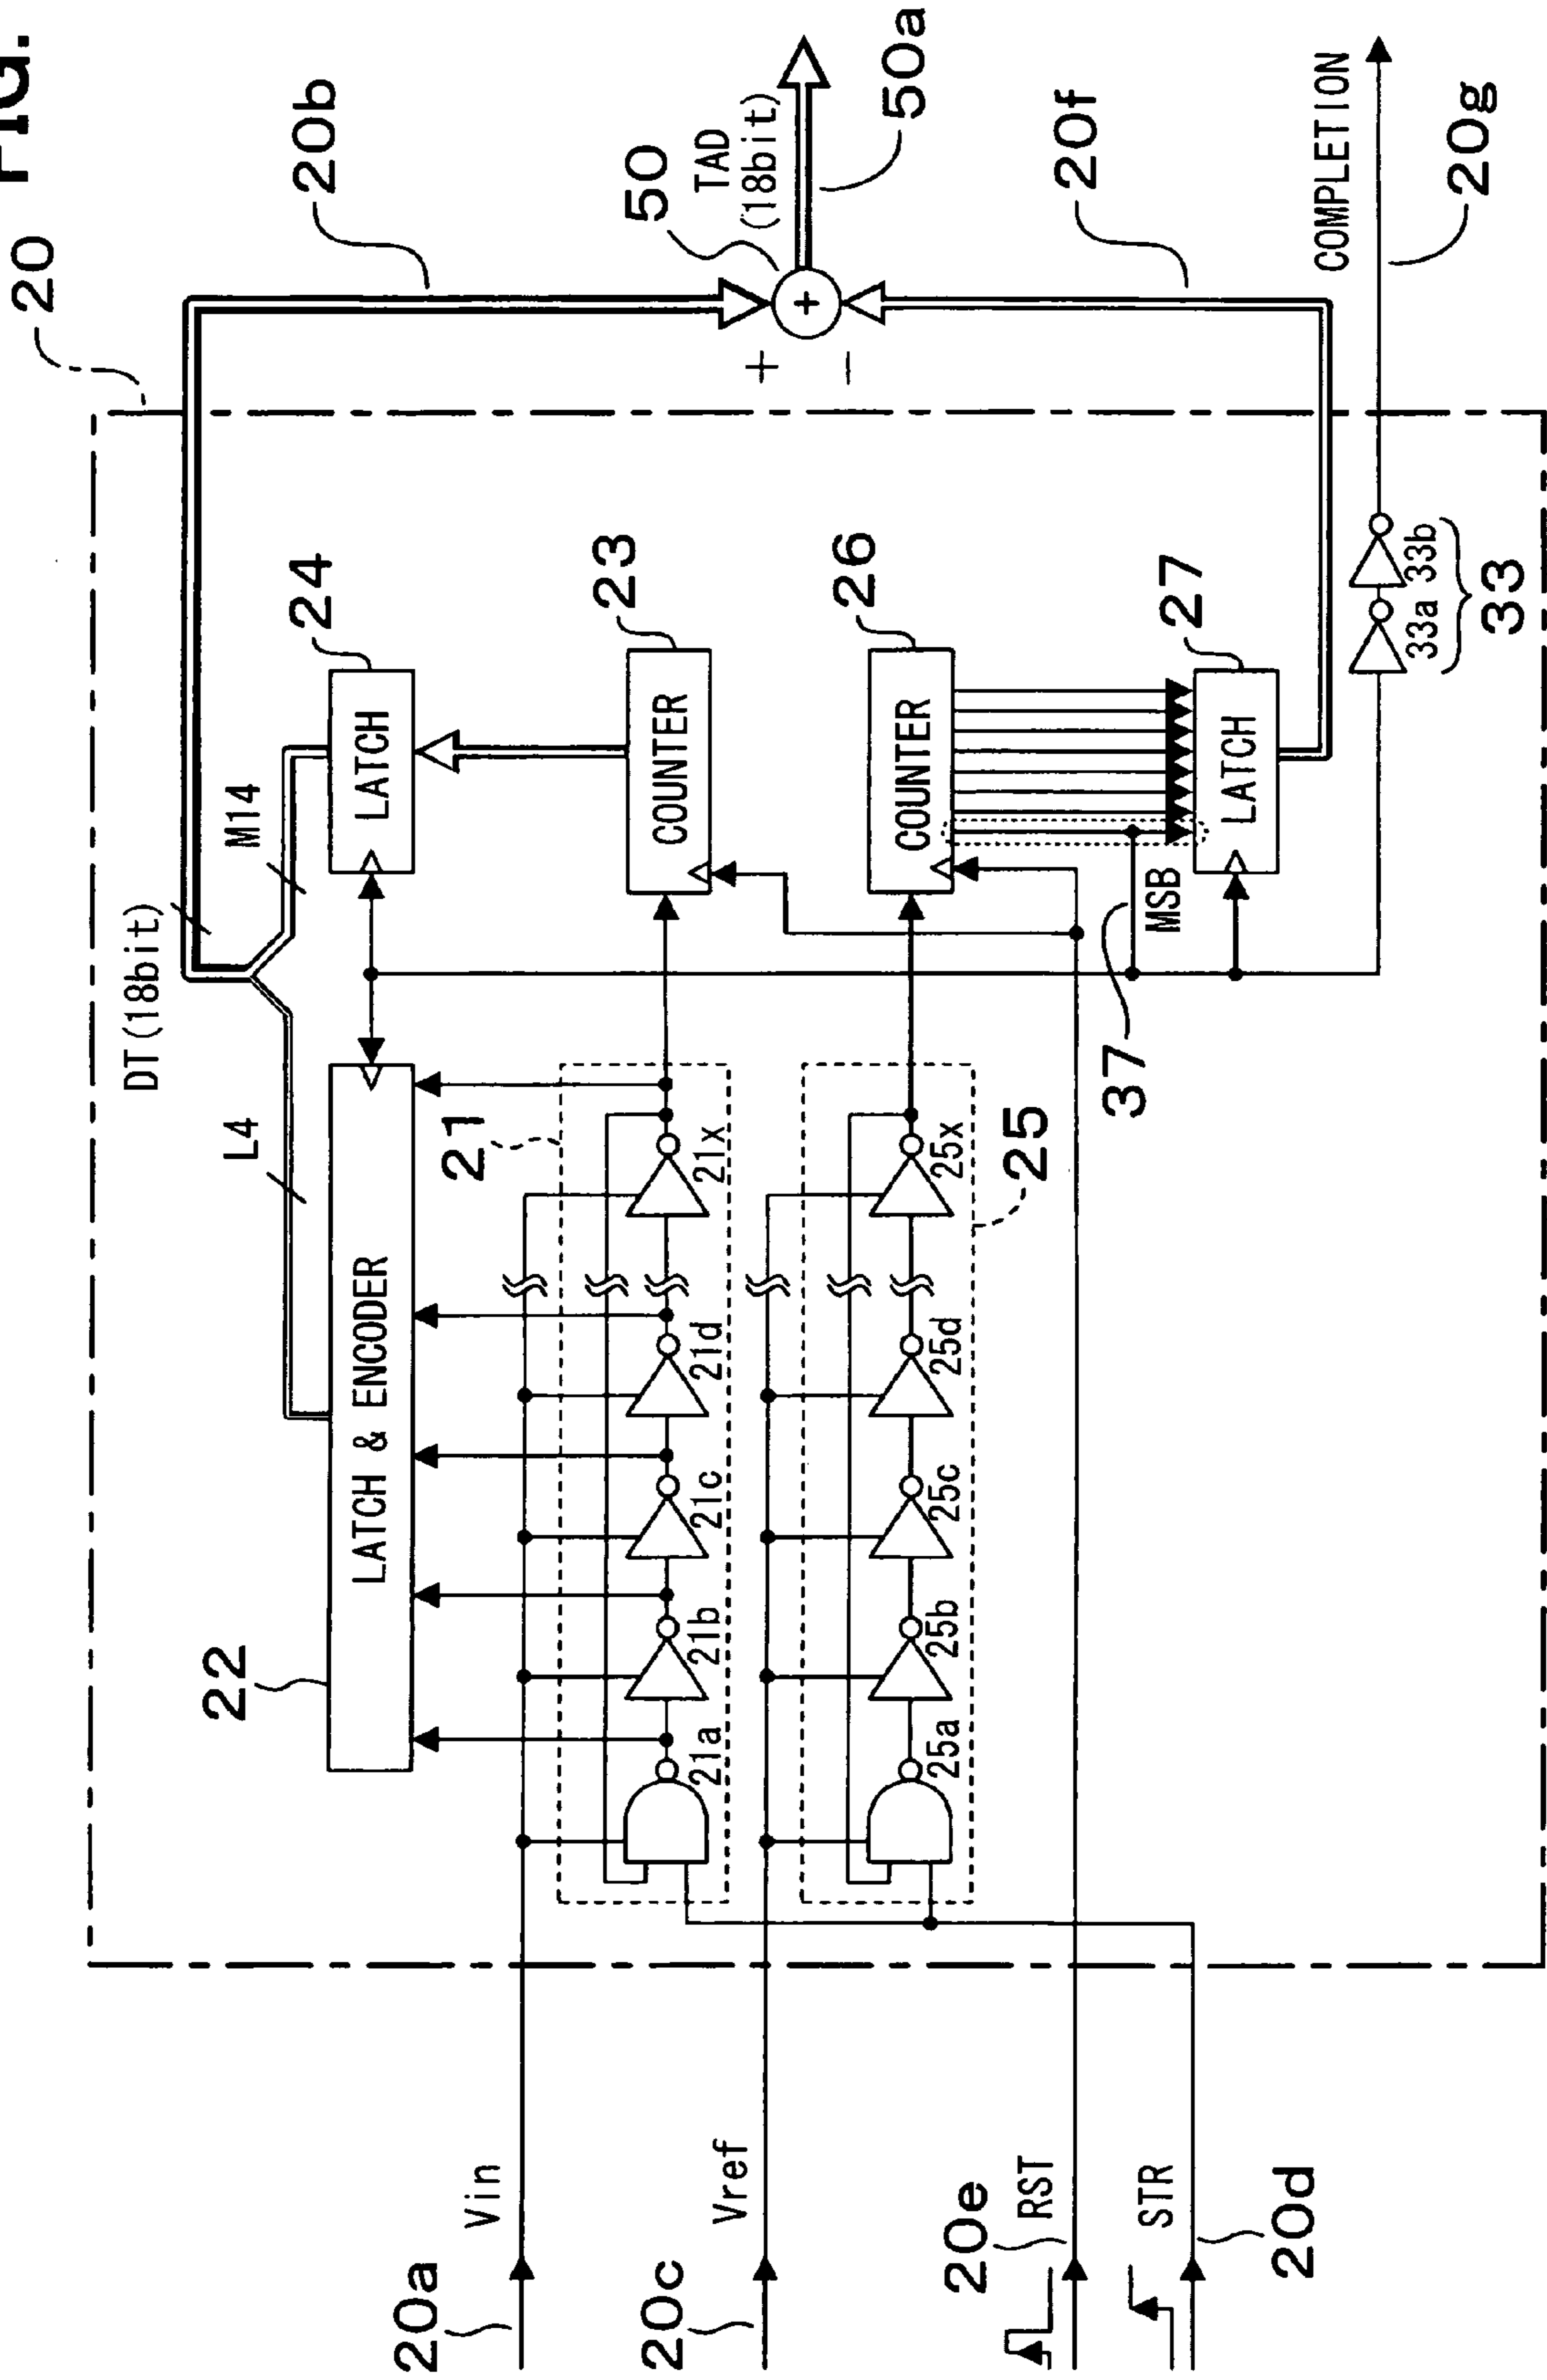 FIG.
20
20b
DT(18bit)
L4
M14
24
LATCH
22
LATCH & ENCODER
50
TAD
(18bit)
50a
21
23
COUNTER
20a
Vin
21a
21b
21c
21d
21x
+
+
−
20c
Vref
25a
25b
25c
25d
25x
25
26
COUNTER
20f
37
MSB
27
LATCH
20e
RST
STR
20d
33a
33b
33
COMPLETION
20g